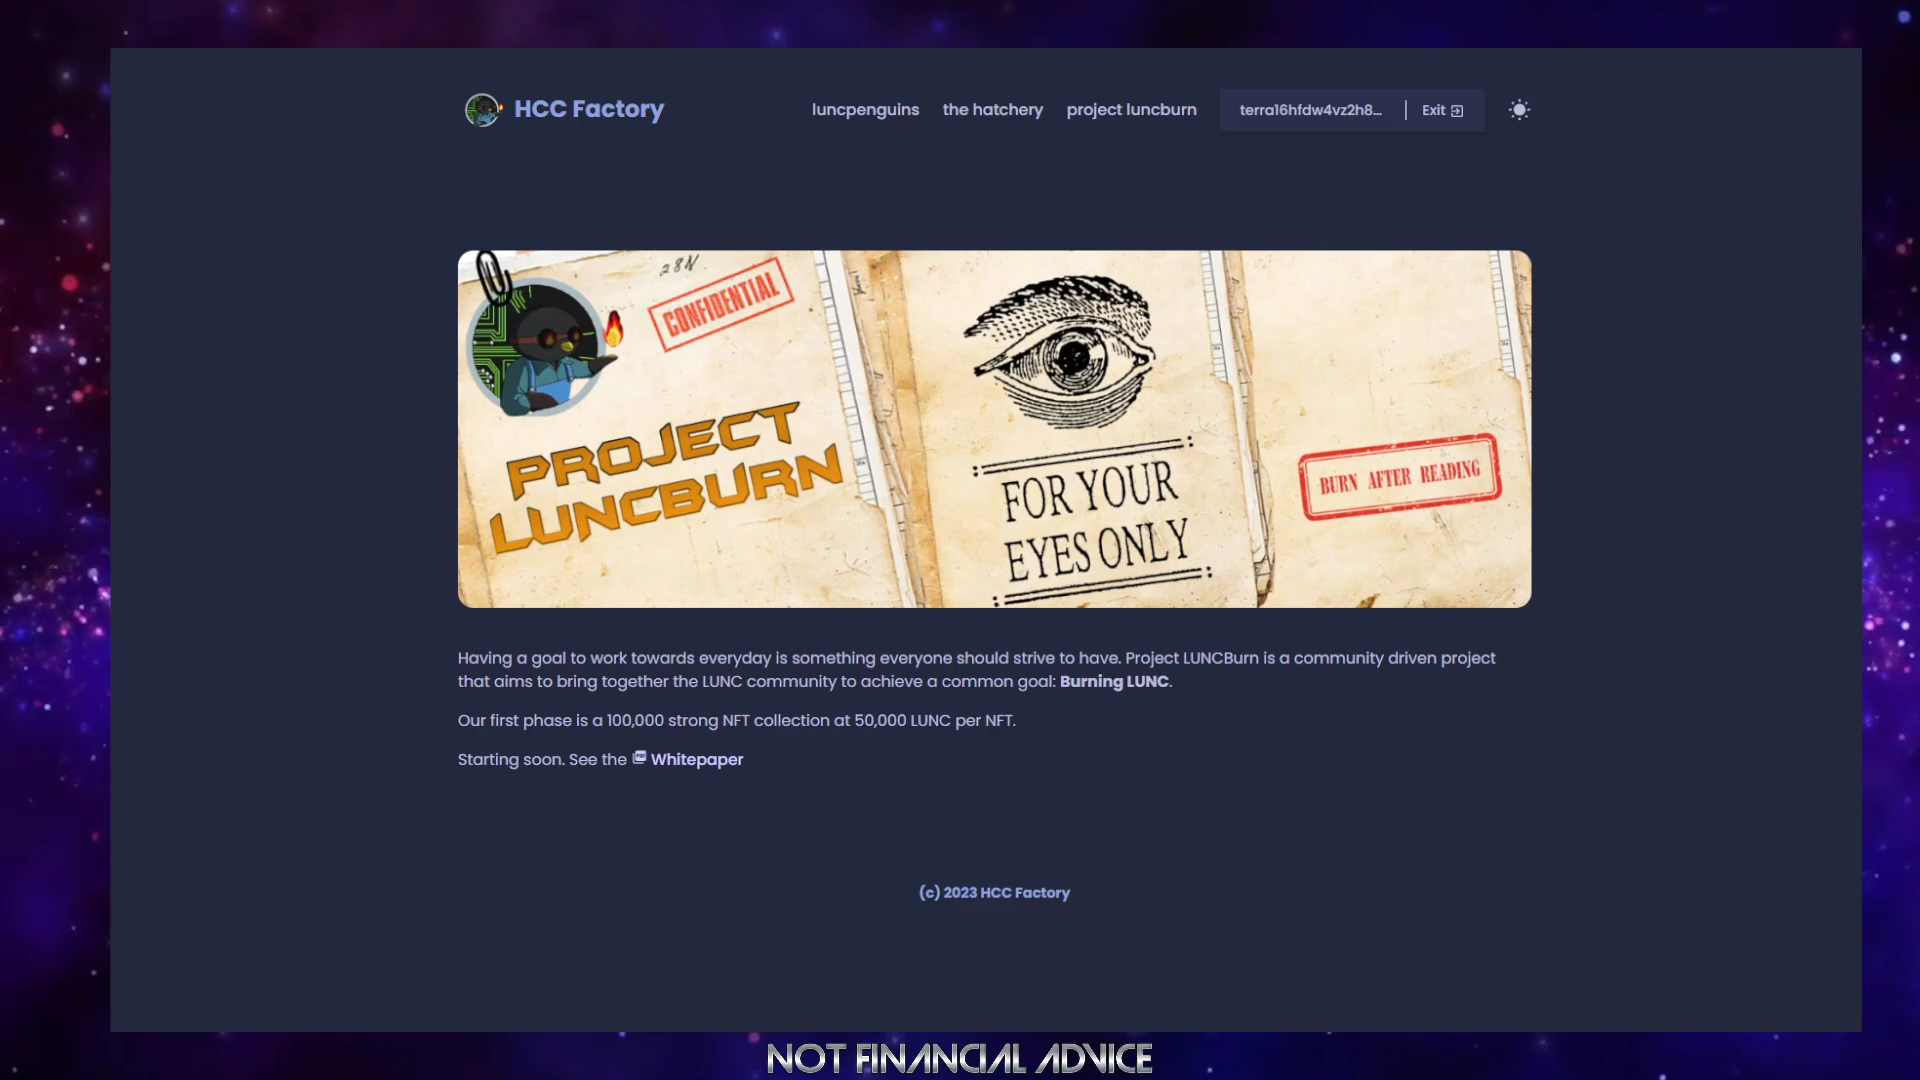 HCC Factory
luncpenguins the hatchery project luncburn terra16hfdw4vz2h8... | Exit
28N
CONFIDENTIAL
PROJECT
LUNCBURN
FOR YOUR
EYES ONLY
BURN AFTER READING
Having a goal to work towards everyday is something everyone should strive to have. Project LUNCBurn is a community driven project
that aims to bring together the LUNC community to achieve a common goal: Burning LUNC.
Our first phase is a 100,000 strong NFT collection at 50,000 LUNC per NFT.
Starting soon. See the Whitepaper
(c) 2023 HCC Factory
NOT FINANCIAL ADVICE